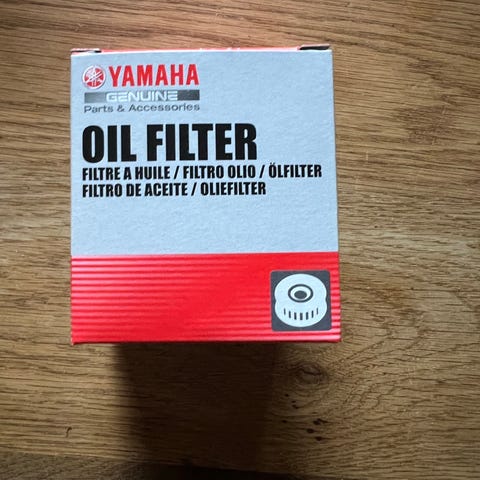 YAMAHA
GENUINE
Parts & Accessories
OIL FILTER
FILTRE A HUILE / FILTRO OLIO / ÖLFILTER
FILTRO DE ACEITE / OLIEFILTER